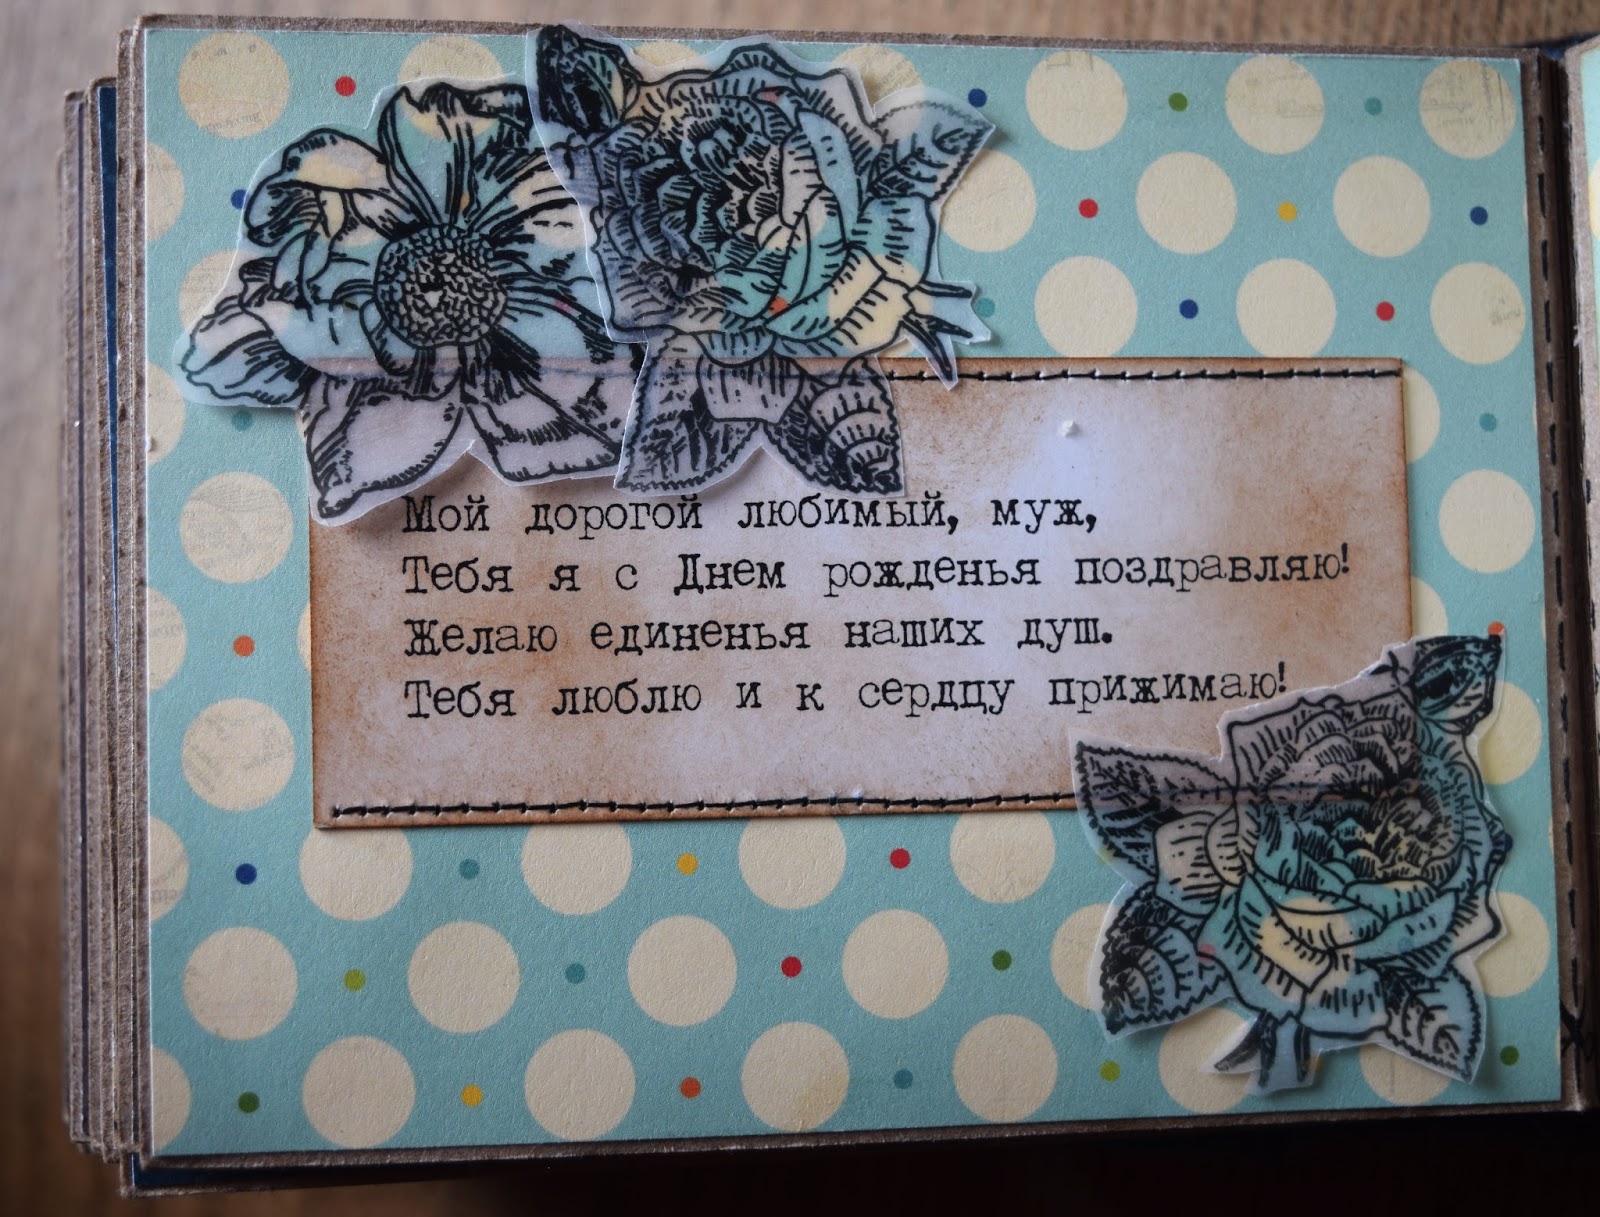 Мой дорогой любимый, муж,
Тебя я с Днем рожденья поздравляю!
Желаю единенья наших душ.
Тебя люблю и к сердцу прижимаю!